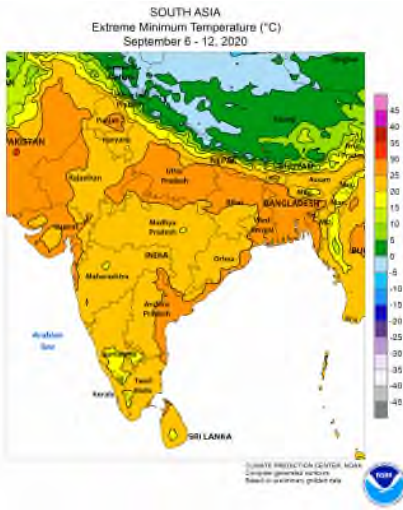 SOUTH ASIA
Extreme Minimum Temperature (°C)
September 6 - 12, 2020
PAKISTAN
Punjab
Haryana
NEPAL
BHUTAN
Rajasthan
Uttar
Pradesh
Assam
Bihar
BANGLADESH
Gujarat
Madhya
Pradesh
West
Bengal
INDIA
Orissa
Maharashtra
Andhra
Pradesh
Arabian
Sea
Karnataka
Tamil
Nadu
Kerala
SRI LANKA
45
40
35
30
25
20
15
10
5
0
-5
-10
-15
-20
-25
-30
-35
-40
-45
CLIMATE PREDICTION CENTER, NOAA
Computer generated contours
Based on preliminary gridded data